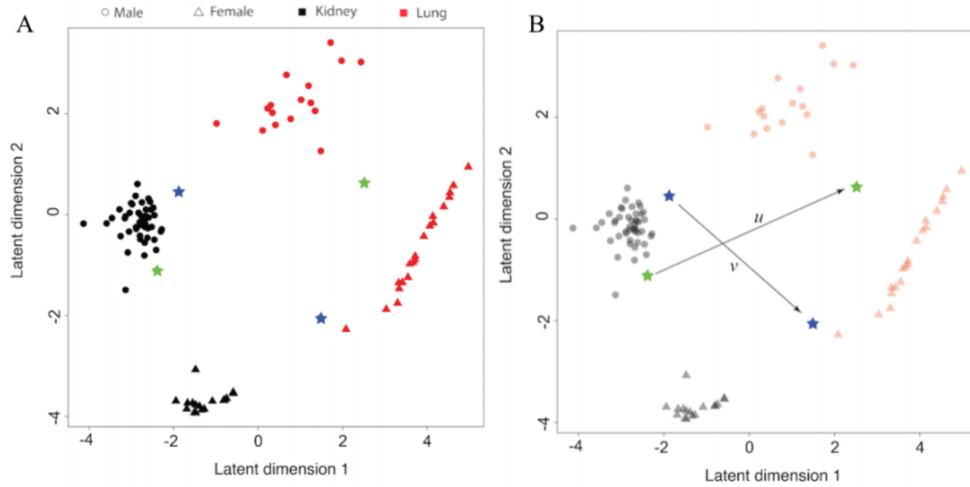 A
Male Female Kidney Lung
B
Latent dimension 2
2
0
-2
-4
-4 -2 0 2 4
Latent dimension 1
Latent dimension 2
2
0
-2
-4
u
v
-4 -2 0 2 4
Latent dimension 1